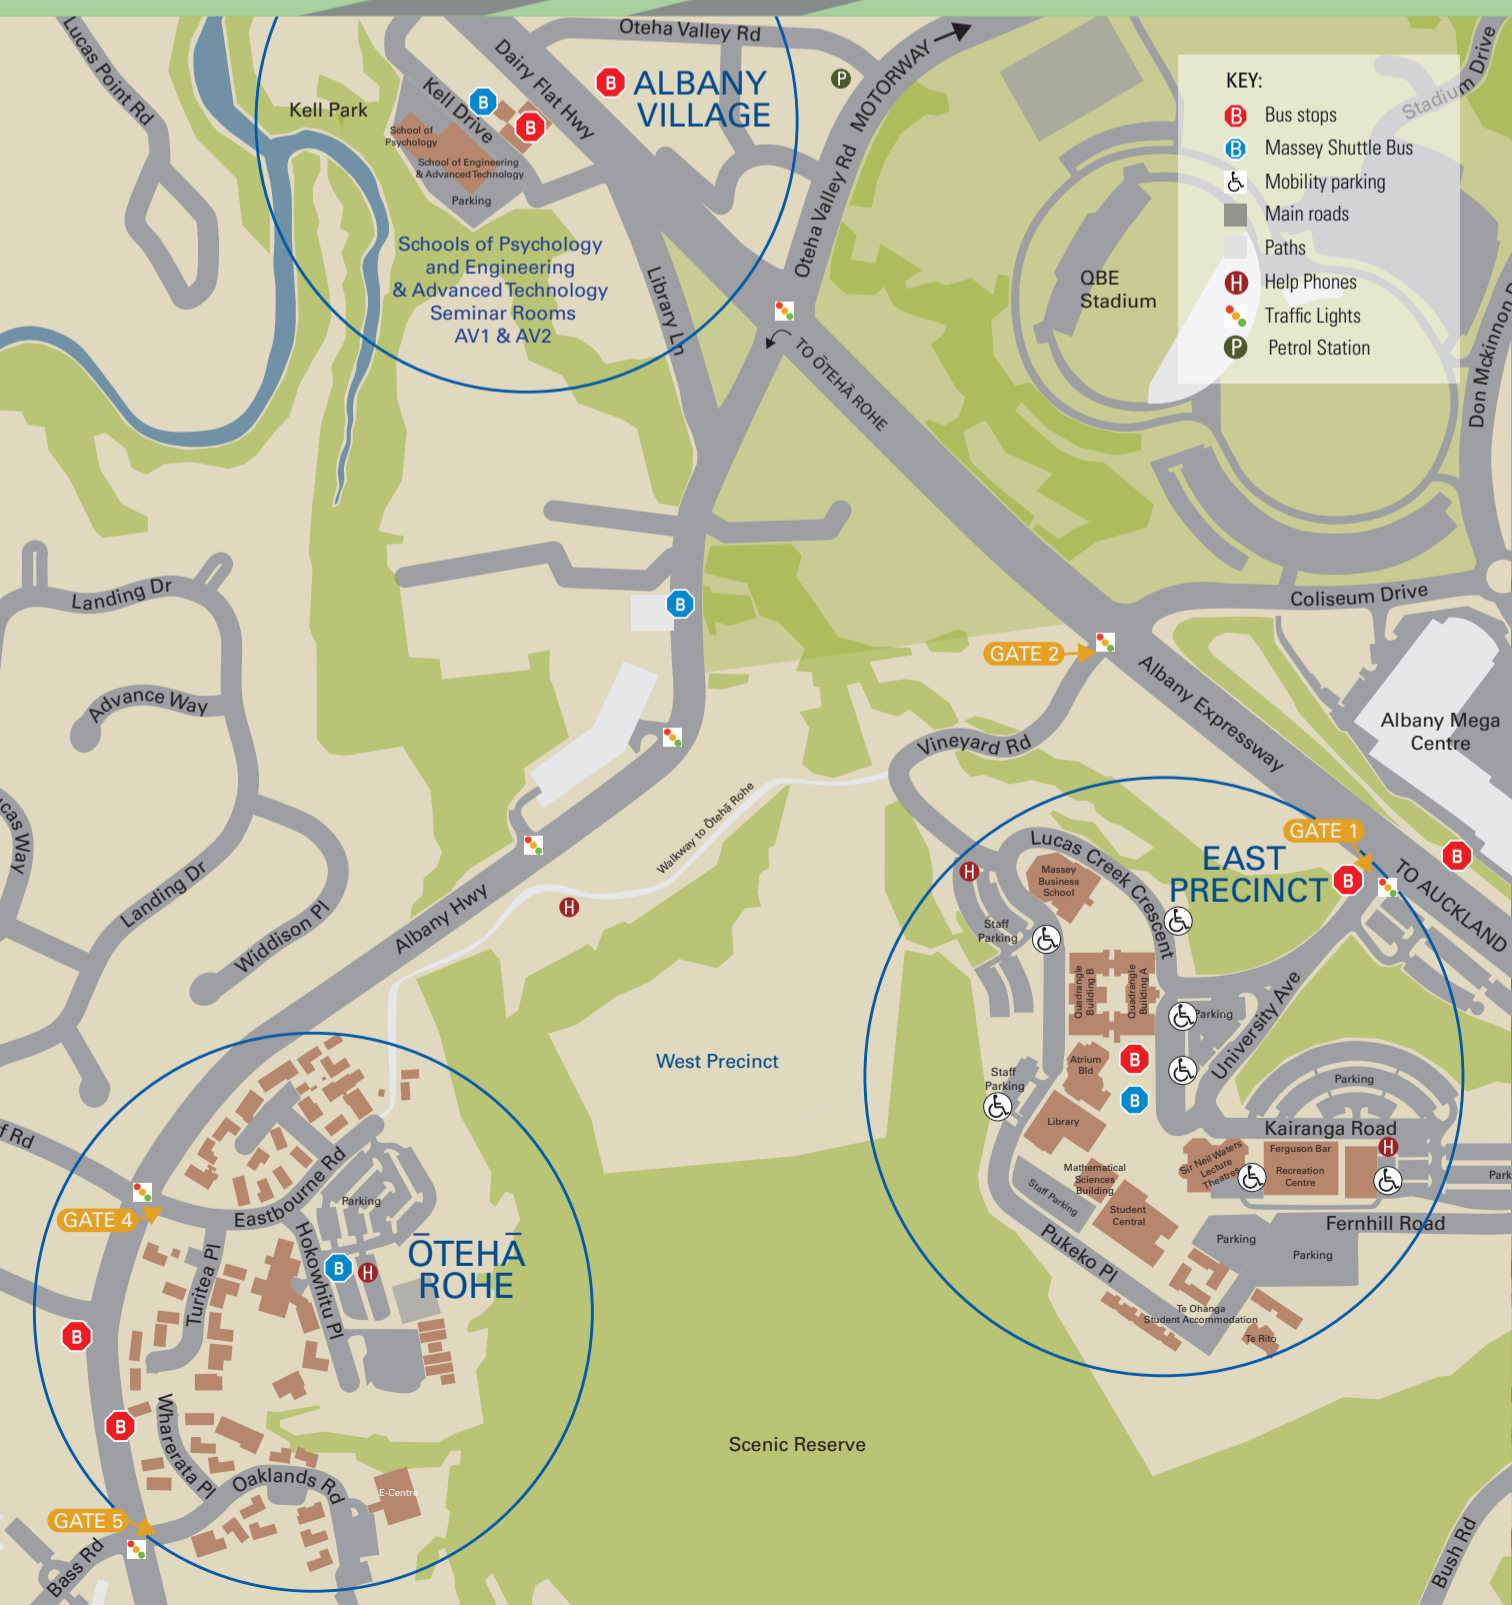 Lucas Point Rd
Kell Park
Dairy Flat Hwy
Kell Drive
B
B
B
School of
Psychology
School of Engineering
& Advanced Technology
Parking
Oteha Valley Rd
ALBANY
VILLAGE
P
Oteha Valley Rd MOTORWAY
Schools of Psychology
and Engineering
& Advanced Technology
Seminar Rooms
AV1 & AV2
Library Ln
TO ŌTEHĀ ROHE
QBE
Stadium
Stadium Drive
Don Mckinnon D
KEY:
B Bus stops
B Massey Shuttle Bus
Mobility parking
Main roads
Paths
H Help Phones
Traffic Lights
P Petrol Station
Landing Dr
Advance Way
cas Way
Landing Dr
Widdison Pl
B
Albany Hwy
Walkway to Ōtehā Rohe
H
GATE 2
Coliseum Drive
Albany Expressway
Vineyard Rd
Albany Mega
Centre
GATE 1
B
B
TO AUCKLAND
EAST
PRECINCT
Lucas Creek Crescent
H
Massey
Business
School
Staff
Parking
Quadrangle
Building B
Quadrangle
Building A
Parking
University Ave
Atrium
Bld
B
B
Staff
Parking
Library
Parking
Kairanga Road
Sir Neil Waters
Lecture
Theatres
Ferguson Bar
Recreation
Centre
H
Park
Mathematical
Sciences
Building
Staff Parking
Student
Central
Fernhill Road
Parking
Parking
Pukeko Pl
Te Ohanga
Student Accommodation
Te Rito
West Precinct
Scenic Reserve
f Rd
GATE 4
Eastbourne Rd
Parking
Turitea Pl
Hokowhitu Pl
B
H
ŌTEHĀ
ROHE
B
B
Wharerata Pl
Oaklands Rd
E-Centre
GATE 5
Bass Rd
Bush Rd